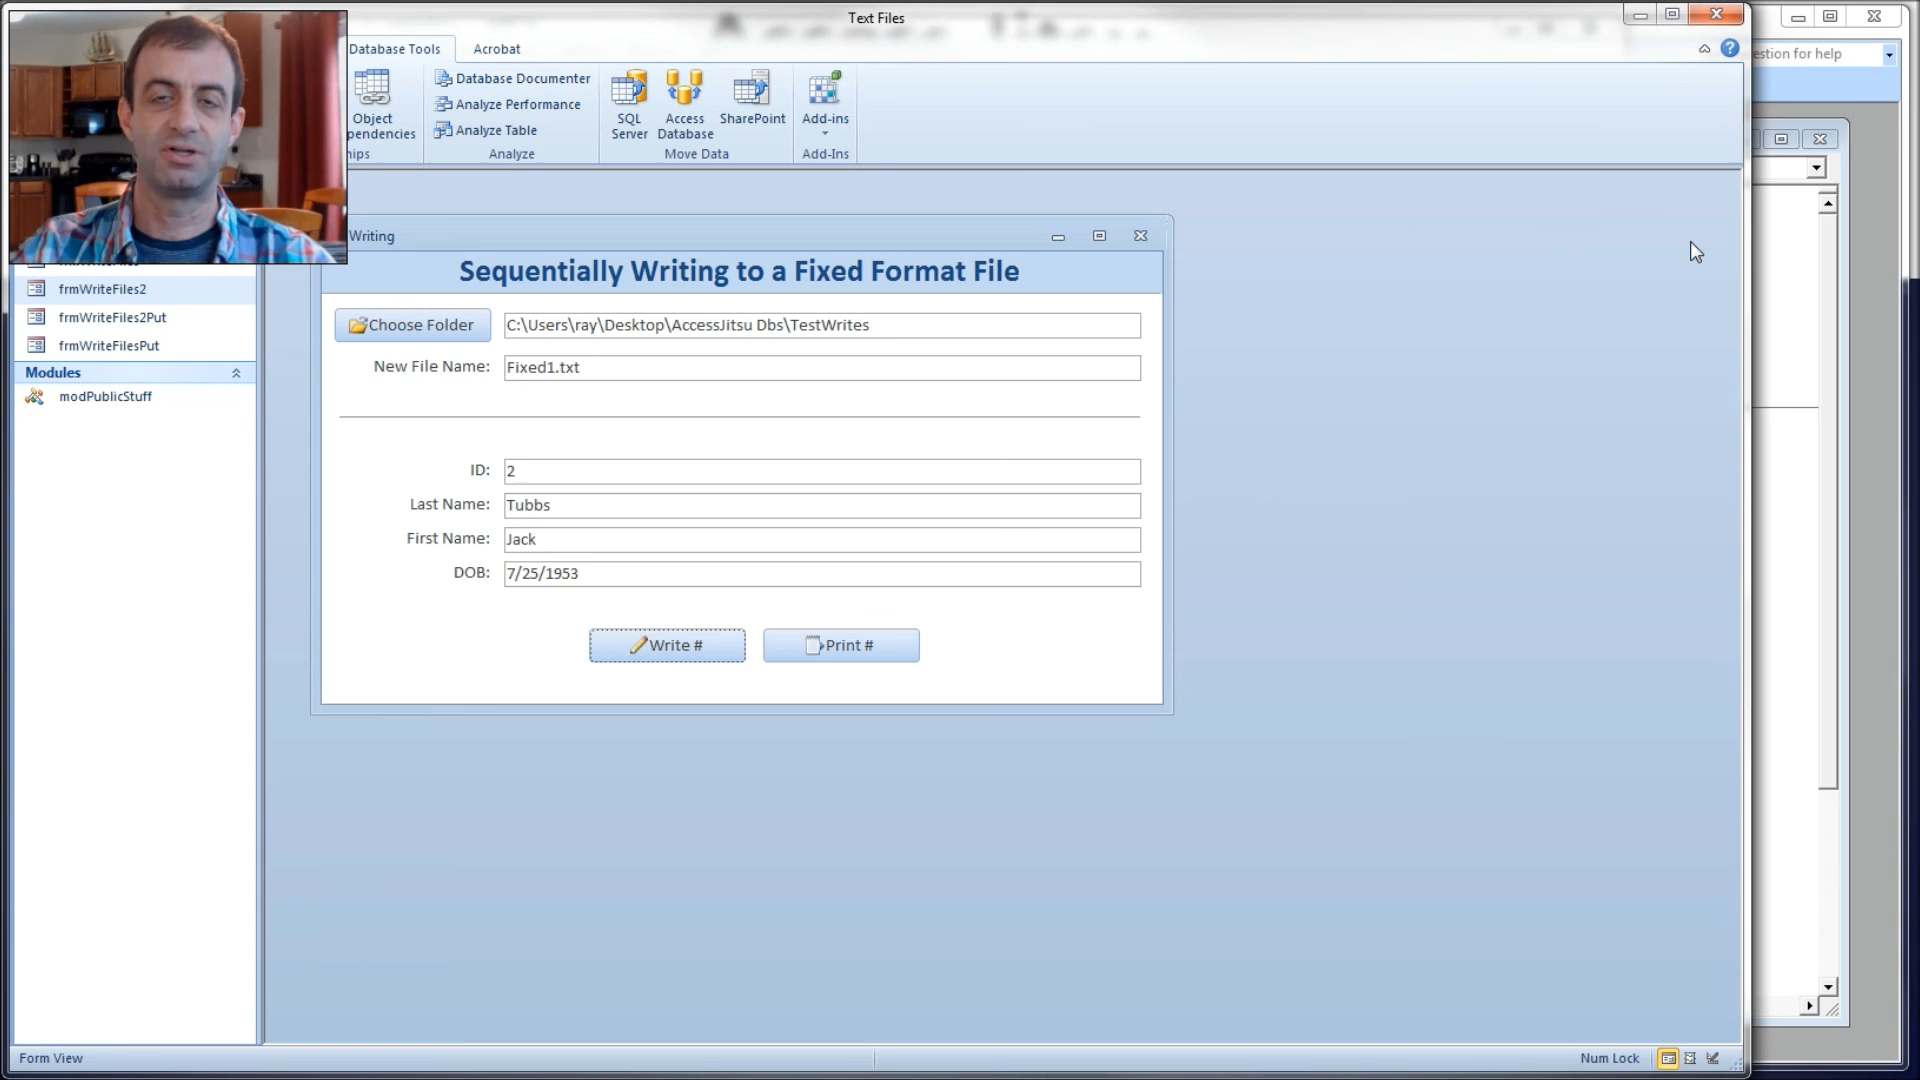 Text Files
Database Tools
Acrobat
estion for help
Object
pendencies
Database Documenter
Analyze Performance
Analyze Table
SQL
Server
Access
Database
SharePoint
Add-ins
hips
Analyze
Move Data
Add-Ins
Writing
Sequentially Writing to a Fixed Format File
frmWriteFiles2
frmWriteFiles2Put
frmWriteFilesPut
Modules
modPublicStuff
Choose Folder
C:\Users\ray\Desktop\AccessJitsu Dbs\TestWrites
New File Name:
Fixed1.txt
ID:
2
Last Name:
Tubbs
First Name:
Jack
DOB:
7/25/1953
Write #
Print #
Form View
Num Lock